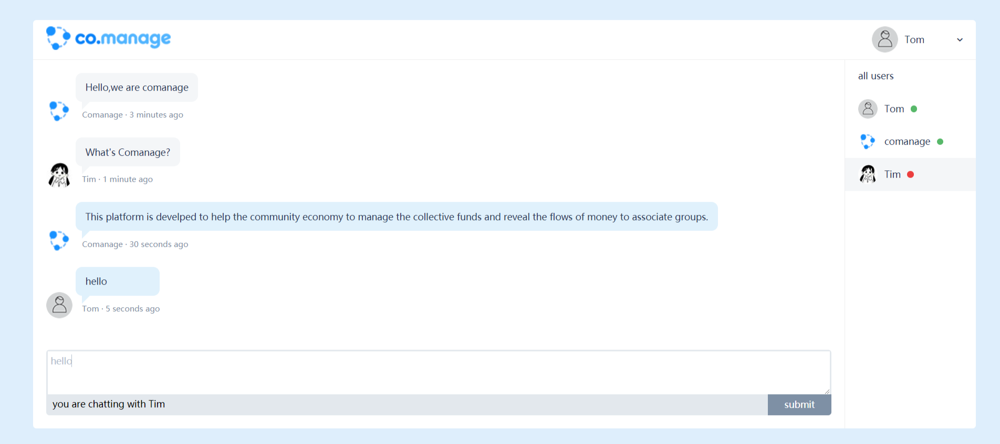 co.manage
Tom
Hello,we are comanage
Comanage · 3 minutes ago
What's Comanage?
Tim · 1 minute ago
This platform is develped to help the community economy to manage the collective funds and reveal the flows of money to associate groups.
Comanage · 30 seconds ago
hello
Tom · 5 seconds ago
hello
you are chatting with Tim
submit
all users
Tom
comanage
Tim